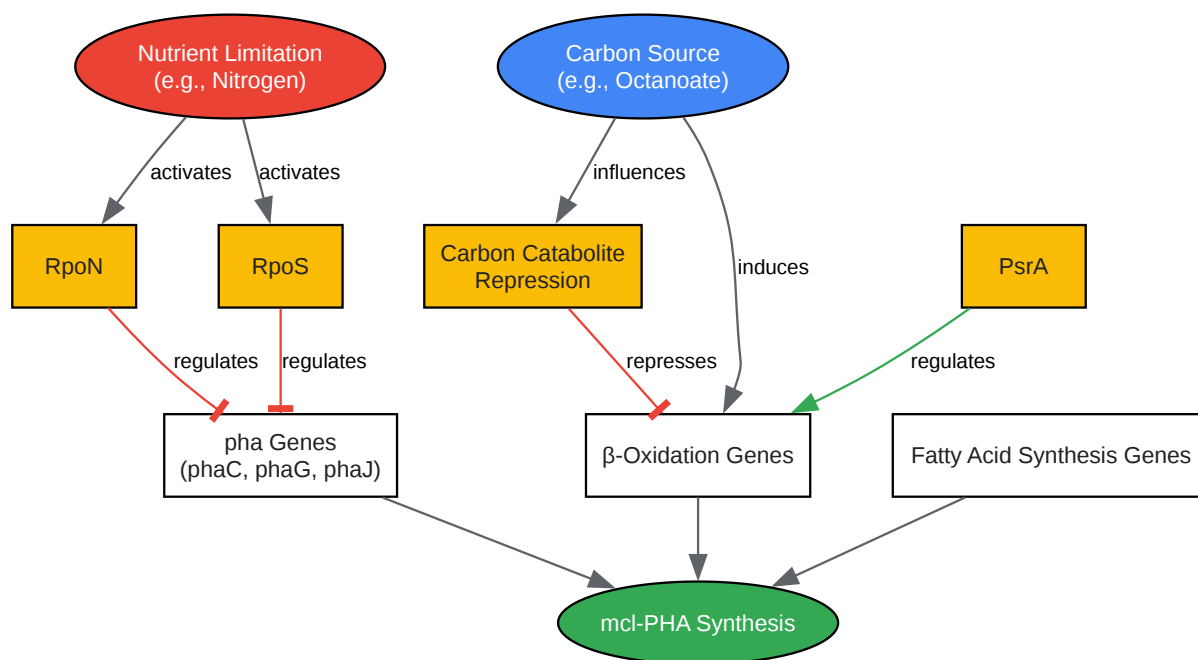 Nutrient Limitation
(e.g., Nitrogen)
Carbon Source
(e.g., Octanoate)
activates
activates
influences
RpoN
RpoS
Carbon Catabolite
Repression
induces
PsrA
regulates
regulates
represses
regulates
pha Genes
(phaC, phaG, phaJ)
β-Oxidation Genes
Fatty Acid Synthesis Genes
mcl-PHA Synthesis